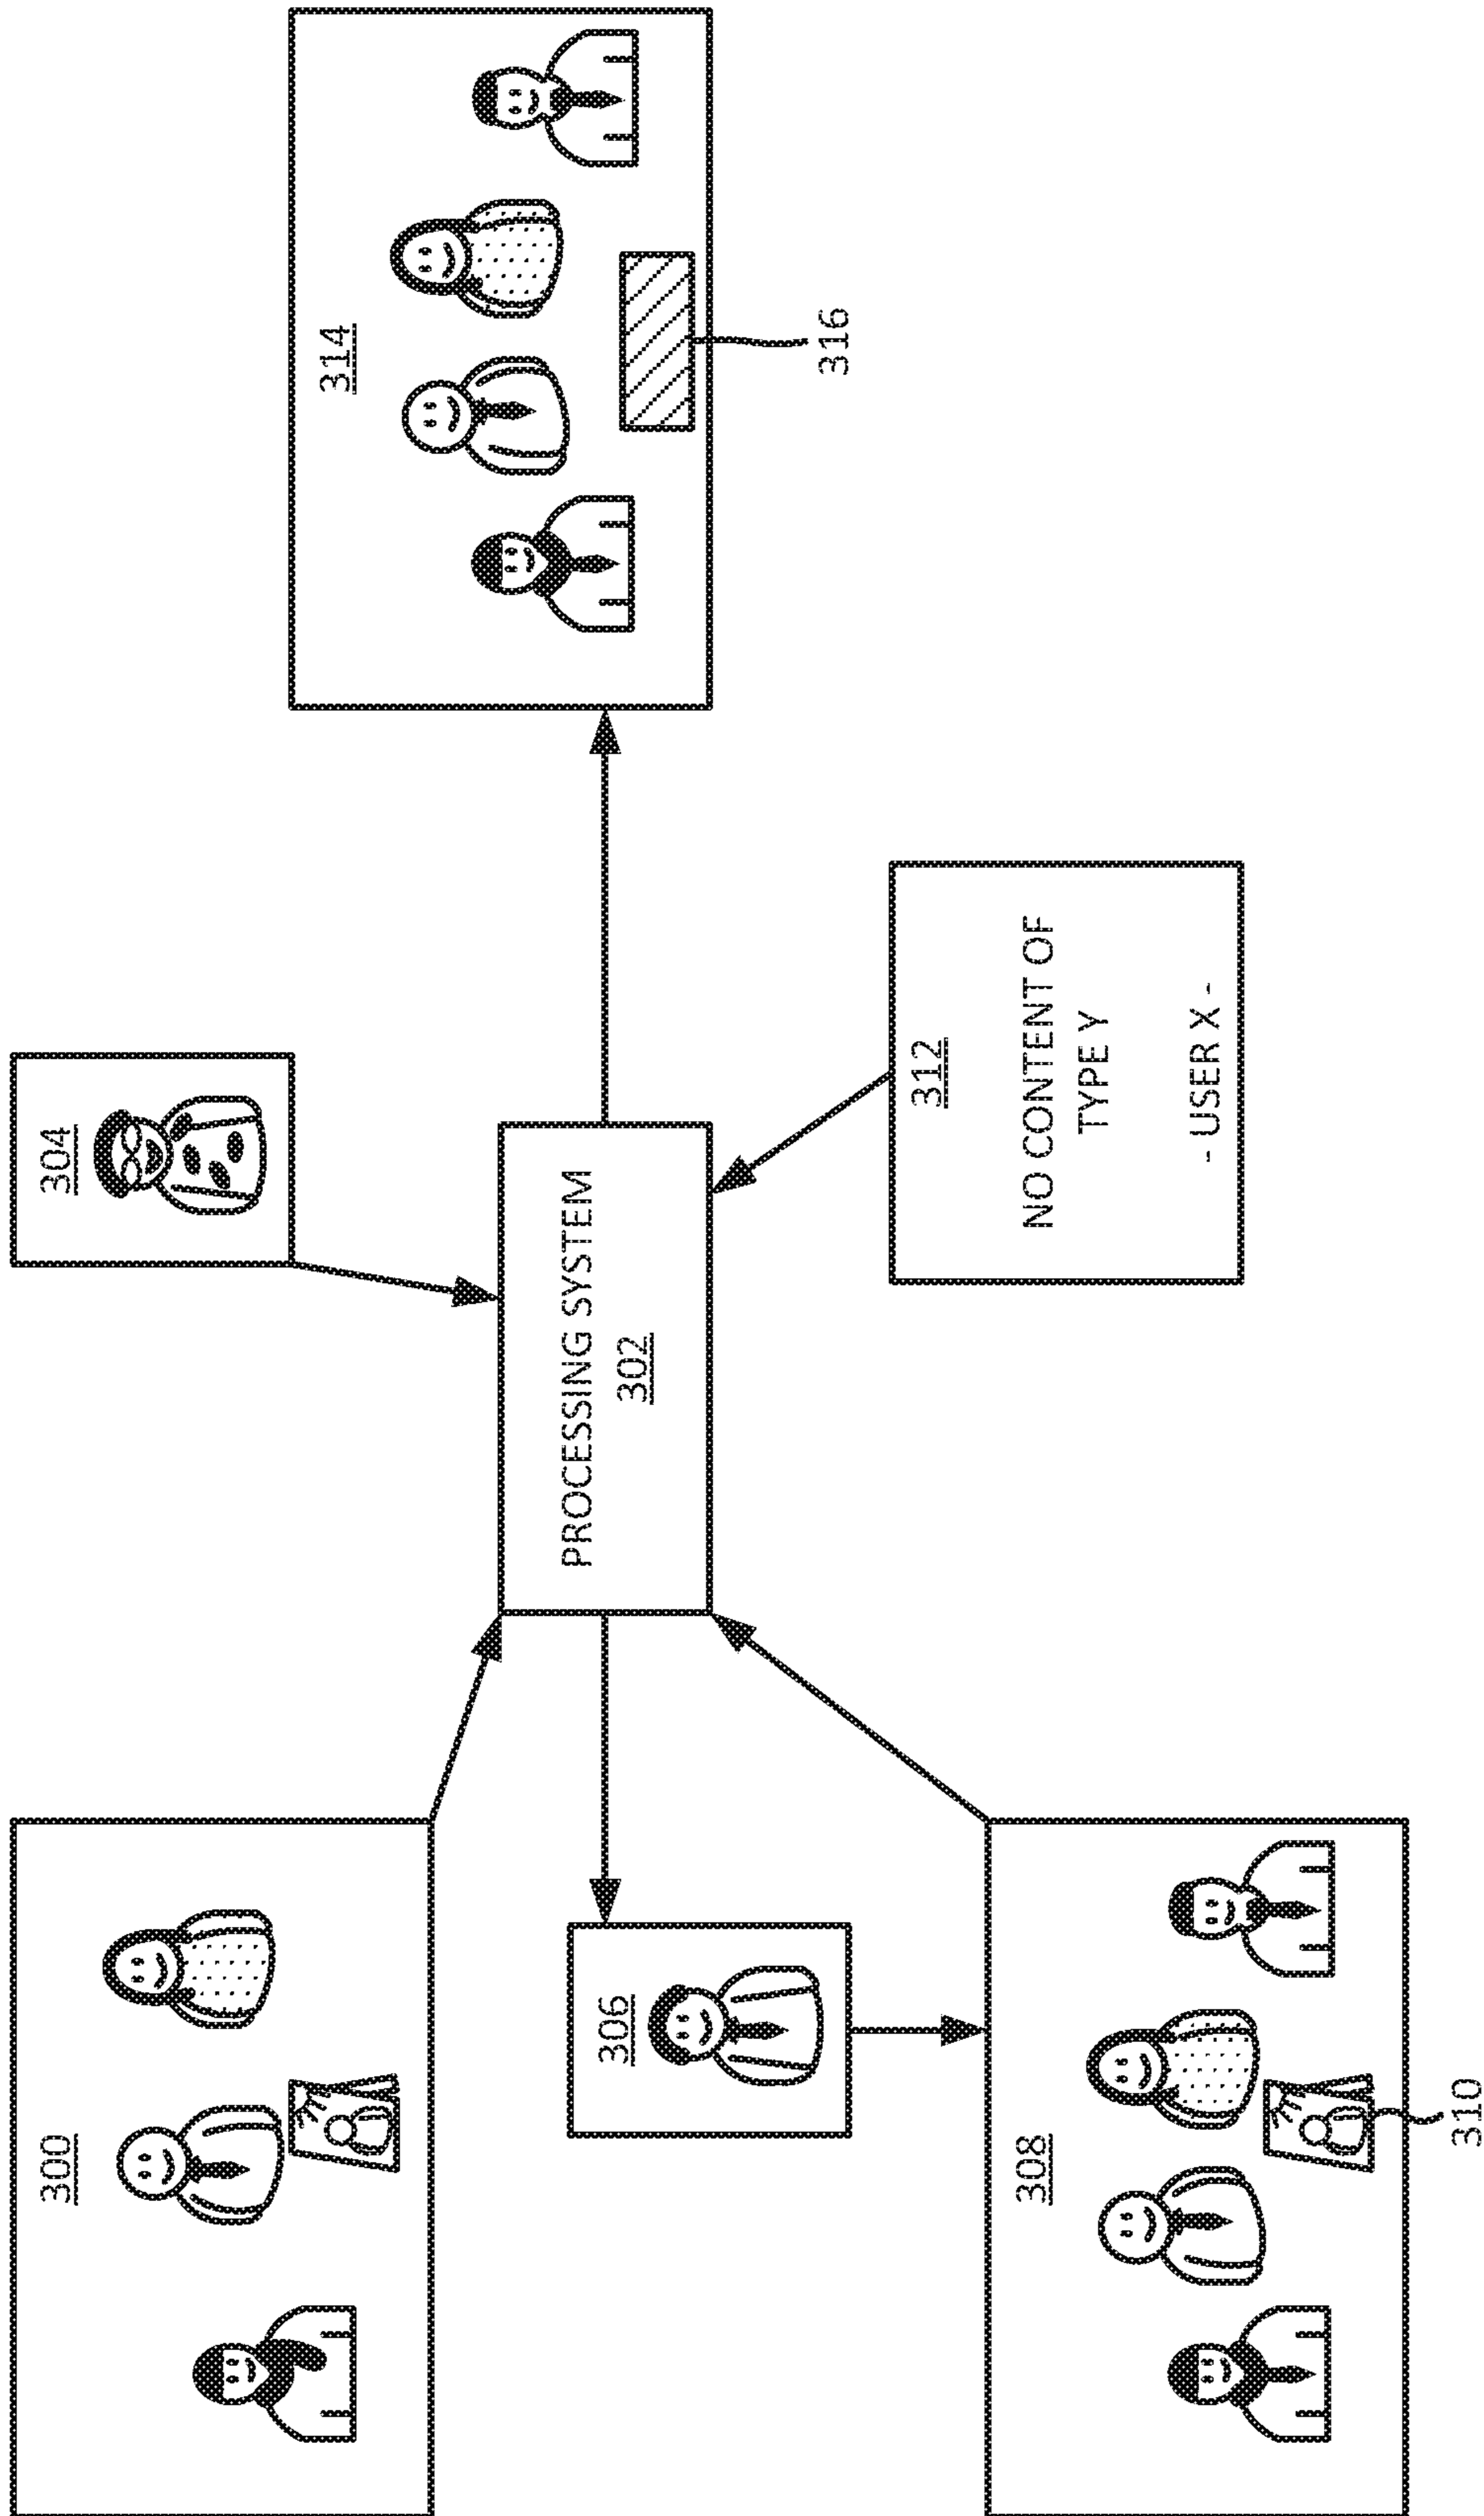 300
304
314
306
PROCESSING SYSTEM
302
316
308
310
312
NO CONTENT OF
TYPE Y
- USER X -